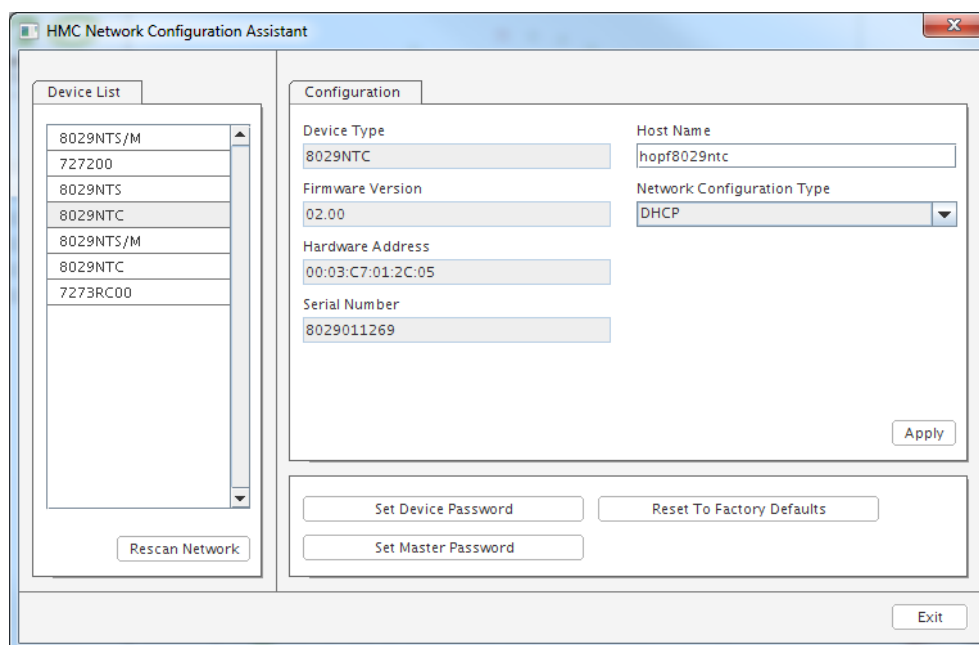 HMC Network Configuration Assistant
Device List
8029NTS/M
727200
8029NTS
8029NTC
8029NTS/M
8029NTC
7273RC00
Rescan Network
Configuration
Device Type
8029NTC
Firmware Version
02.00
Hardware Address
00:03:C7:01:2C:05
Serial Number
8029011269
Host Name
hopf8029ntc
Network Configuration Type
DHCP
Apply
Set Device Password
Reset To Factory Defaults
Set Master Password
Exit